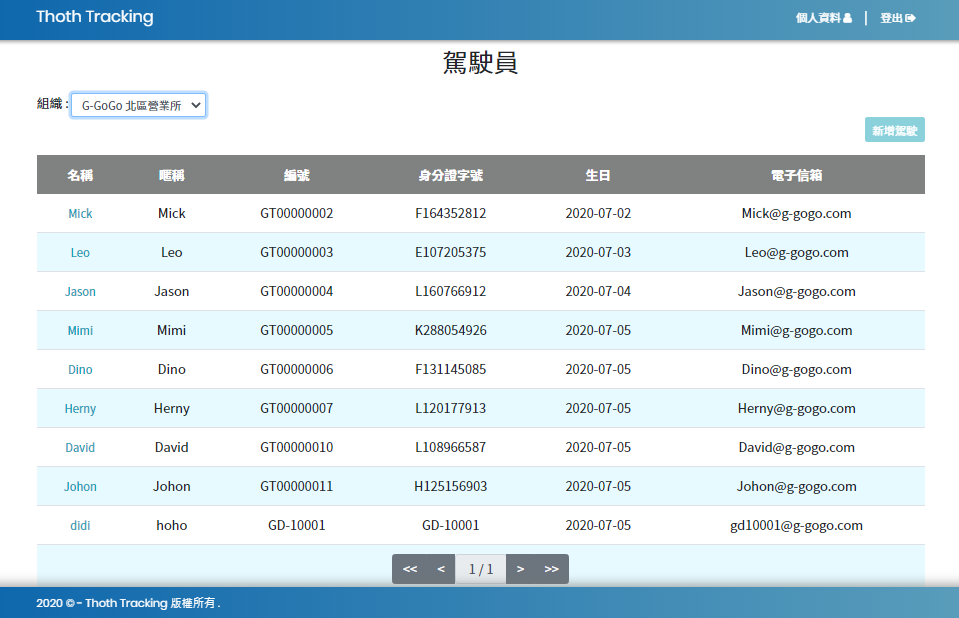 Thoth Tracking 個人資料 | 登出
駕駛員
組織 : G-GoGo 北區營業所
新增駕駛
名稱 暱稱 編號 身分證字號 生日 電子信箱
Mick Mick GT00000002 F164352812 2020-07-02 Mick@g-gogo.com
Leo Leo GT00000003 E107205375 2020-07-03 Leo@g-gogo.com
Jason Jason GT00000004 L160766912 2020-07-04 Jason@g-gogo.com
Mimi Mimi GT00000005 K288054926 2020-07-05 Mimi@g-gogo.com
Dino Dino GT00000006 F131145085 2020-07-05 Dino@g-gogo.com
Herny Herny GT00000007 L120177913 2020-07-05 Herny@g-gogo.com
David David GT00000010 L108966587 2020-07-05 David@g-gogo.com
Johon Johon GT00000011 H125156903 2020-07-05 Johon@g-gogo.com
didi hoho GD-10001 GD-10001 2020-07-05 gd10001@g-gogo.com
<< < 1 / 1 > >>
2020 © - Thoth Tracking 版權所有 .